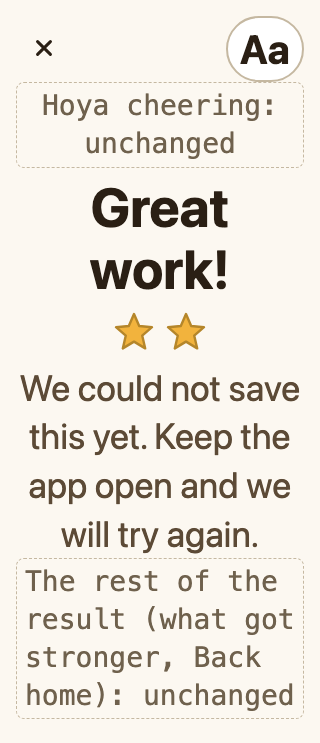 ×
Aa
Hoya cheering:
unchanged
Great
work!
We could not save
this yet. Keep the
app open and we
will try again.
The rest of the
result (what got
stronger, Back
home): unchanged